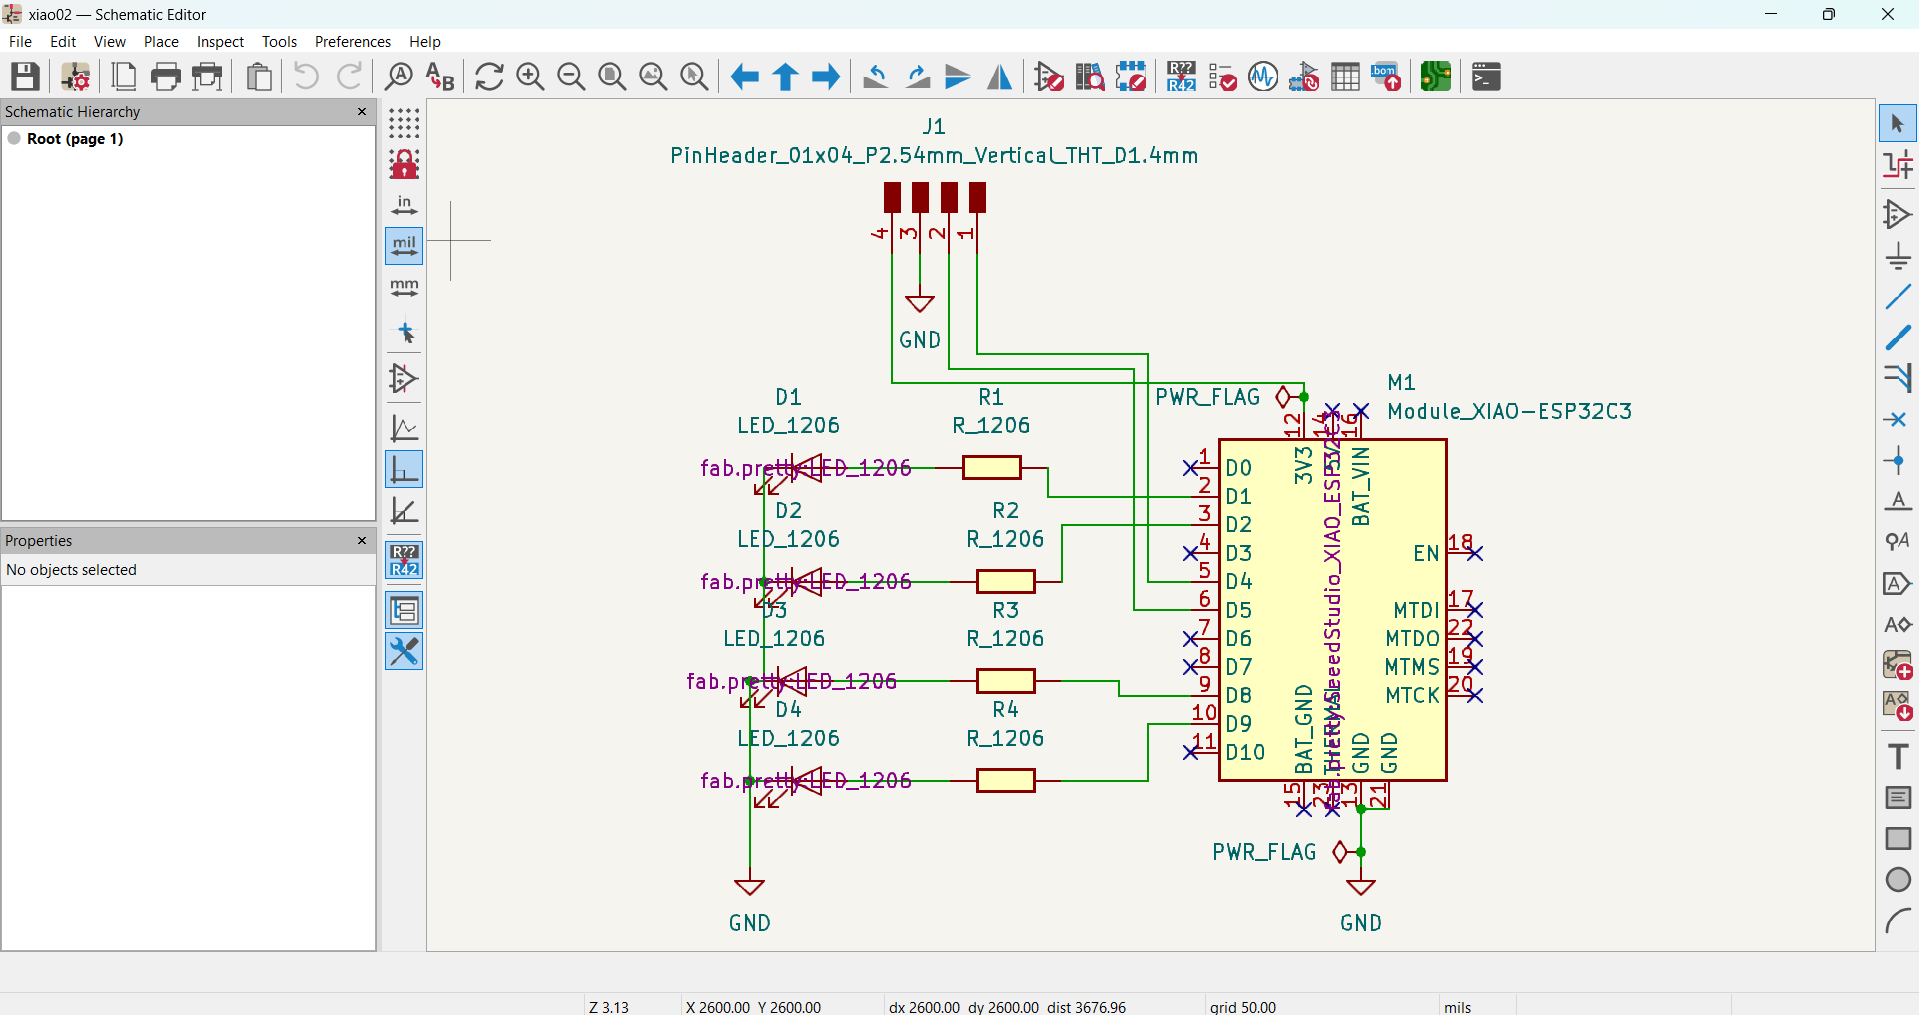 xiao02 — Schematic Editor
File Edit View Place Inspect Tools Preferences Help
Schematic Hierarchy
Root (page 1)
Properties
No objects selected
in
mil
mm
R??
R42
R??
R42
.bom
J1
PinHeader_01x04_P2.54mm_Vertical_THT_D1.4mm
4 3 2 1
GND
D1
LED_1206
fab.pretty:LED_1206
R1
R_1206
D2
LED_1206
fab.pretty:LED_1206
R2
R_1206
D3
LED_1206
fab.pretty:LED_1206
R3
R_1206
D4
LED_1206
fab.pretty:LED_1206
R4
R_1206
GND
PWR_FLAG
M1
Module_XIAO-ESP32C3
12 14 16
3V3
BAT_VIN
1 D0
2 D1
3 D2
4 D3
5 D4
6 D5
7 D6
8 D7
9 D8
10 D9
11 D10
EN 18
MTDI 17
MTDO 22
MTMS 19
MTCK 20
BAT_GND
GND
GND
15 23 13 21
PWR_FLAG
GND
Z 3.13
X 2600.00 Y 2600.00
dx 2600.00 dy 2600.00 dist 3676.96
grid 50.00
mils